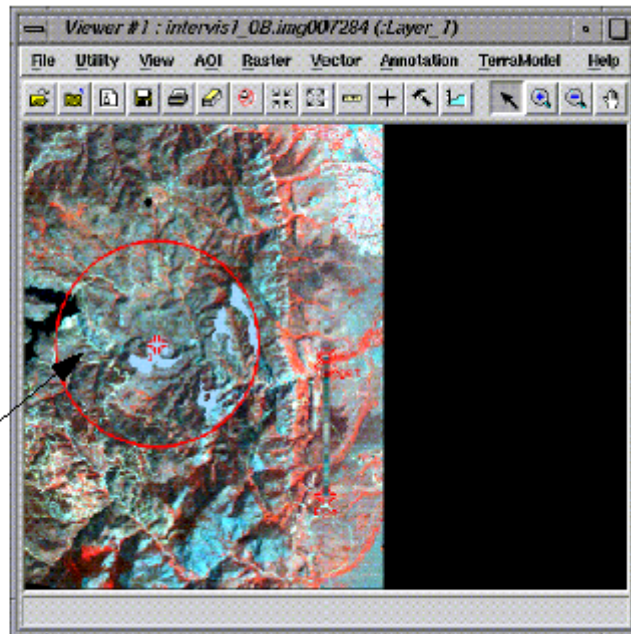 Viewer #1 : intervis1_0B.img007284 (:Layer_1)
File Utility View AOI Raster Vector Annotation TerraModel Help